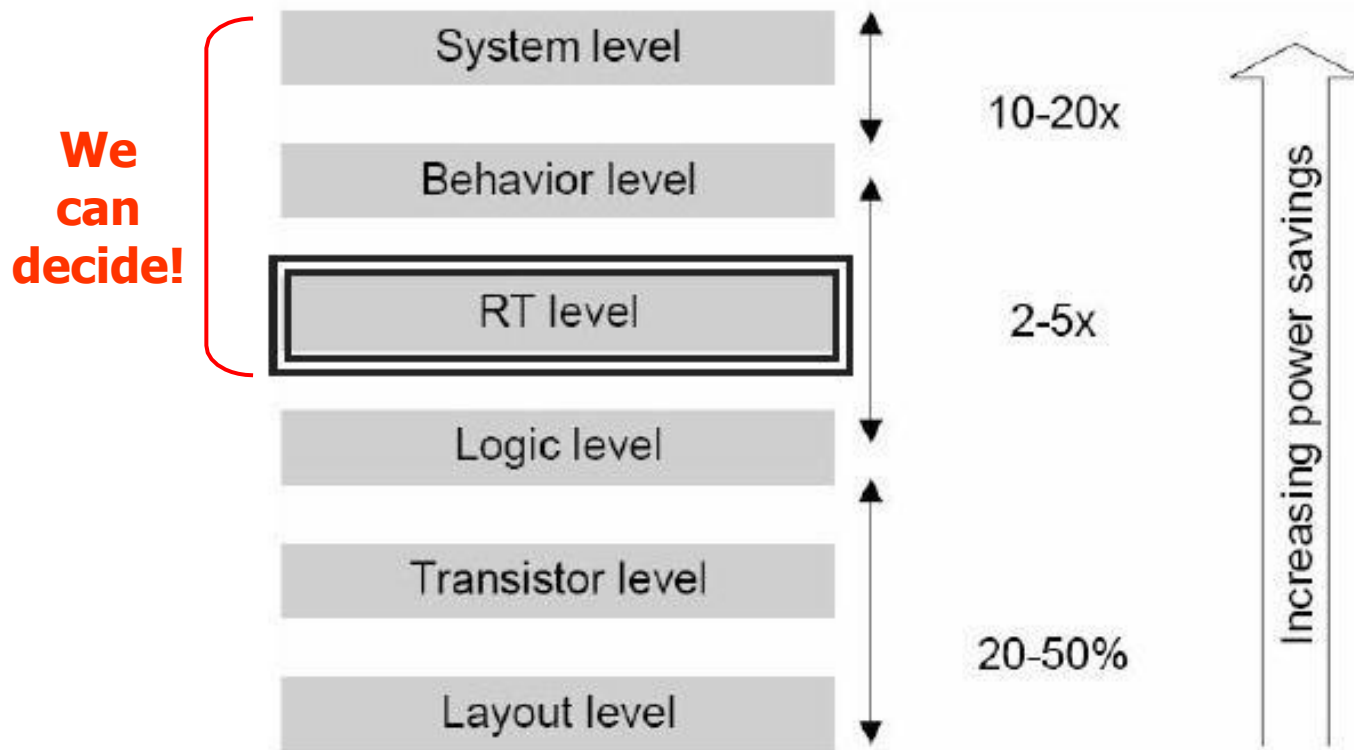 System level
10-20x
We
can
decide!
Behavior level
RT level
2-5x
Logic level
Transistor level
20-50%
Layout level
Increasing power savings